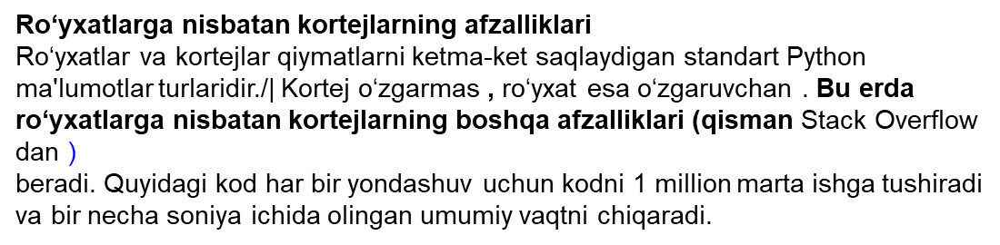 Ro‘yxatlarga nisbatan kortejlarning afzalliklari
Ro‘yxatlar va kortejlar qiymatlarni ketma-ket saqlaydigan standart Python
ma'lumotlar turlaridir./| Kortej o‘zgarmas , ro‘yxat esa o‘zgaruvchan . Bu erda
ro‘yxatlarga nisbatan kortejlarning boshqa afzalliklari (qisman Stack Overflow
dan )
beradi. Quyidagi kod har bir yondashuv uchun kodni 1 million marta ishga tushiradi
va bir necha soniya ichida olingan umumiy vaqtni chiqaradi.